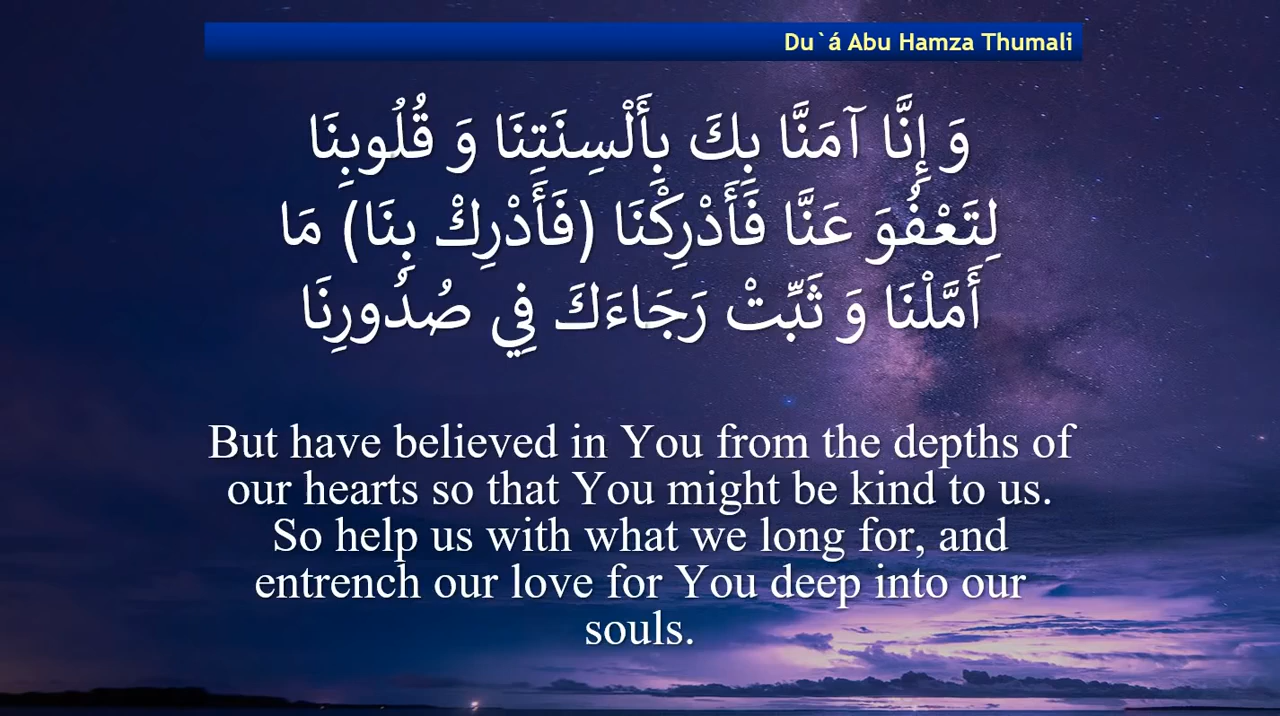 Du`á Abu Hamza Thumali
وَ إِنَّا آمَنَّا بِكَ بِأَلْسِنَتِنَا وَ قُلُوبِنَا
لِتَعْفُوَ عَنَّا فَأَدْرِكْنَا (فَأَدْرِكْ بِنَا) مَا
أَمَّلْنَا وَ ثَبِّتْ رَجَاءَكَ فِي صُدُورِنَا
But have believed in You from the depths of
our hearts so that You might be kind to us.
So help us with what we long for, and
entrench our love for You deep into our
souls.